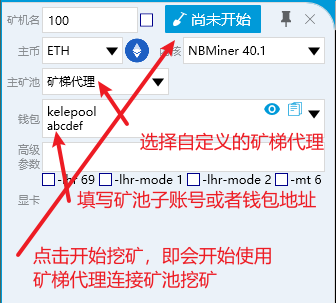 矿机名 100 尚未开始
主币 ETH 内核 NBMiner 40.1
主矿池 矿梯代理
钱包 kelepool
abcdef
选择自定义的矿梯代理
高级
参数
-lhr 69 -lhr-mode 1 -lhr-mode 2 -mt 6
显卡 填写矿池子账号或者钱包地址
点击开始挖矿，即会开始使用
矿梯代理连接矿池挖矿